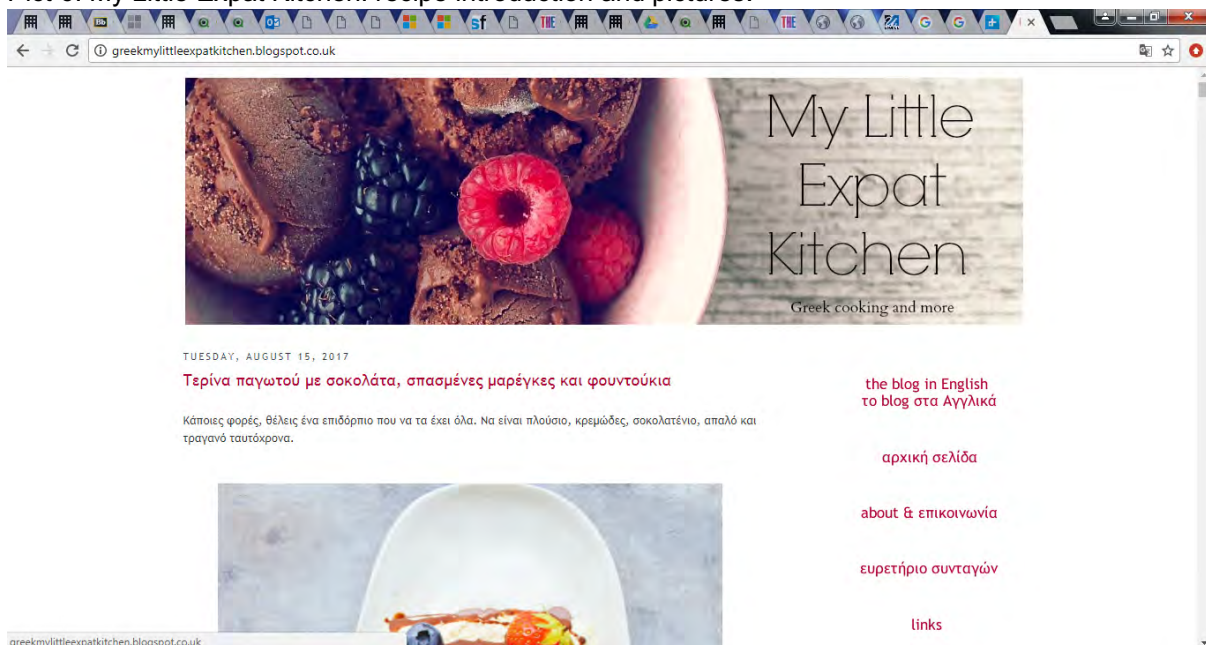 greekmylittleexpatkitchen.blogspot.co.uk
My Little
Expat
Kitchen
Greek cooking and more
TUESDAY, AUGUST 15, 2017
Τερίνα παγωτού με σοκολάτα, σπασμένες μαρέγκες και φουντούκια
Κάποιες φορές, θέλεις ένα επιδόρπιο που να τα έχει όλα. Να είναι πλούσιο, κρεμώδες, σοκολατένιο, απαλό και
τραγανό ταυτόχρονα.
the blog in English
το blog στα Αγγλικά
αρχική σελίδα
about & επικοινωνία
ευρετήριο συνταγών
links
greekmylittleexpatkitchen.blogspot.co.uk